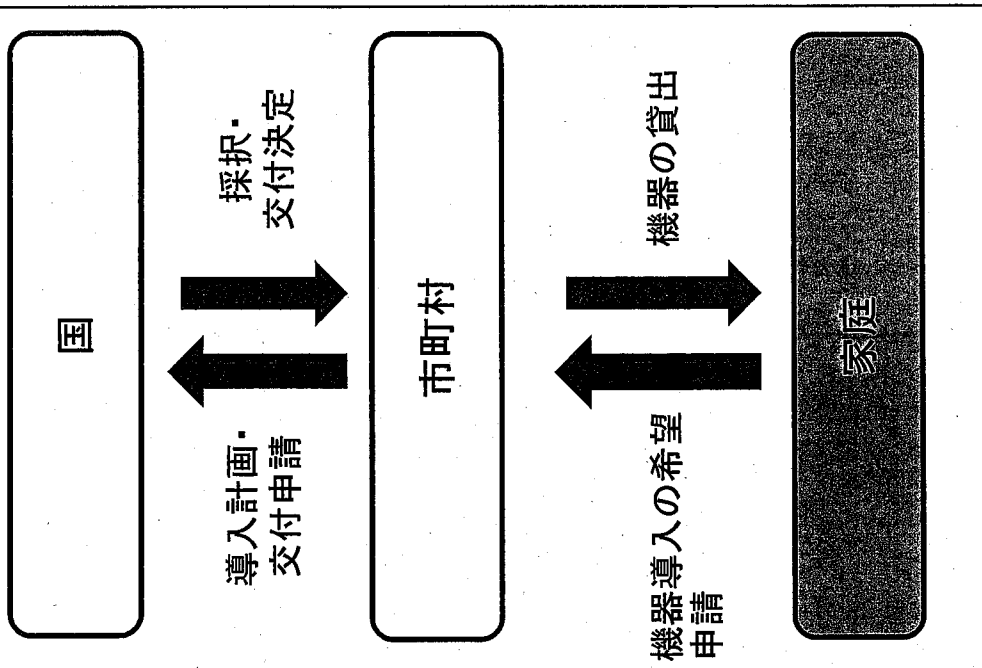 国
導入計画・
交付申請
採択・
交付決定
市町村
機器導入の希望
申請
機器の貸出
家庭